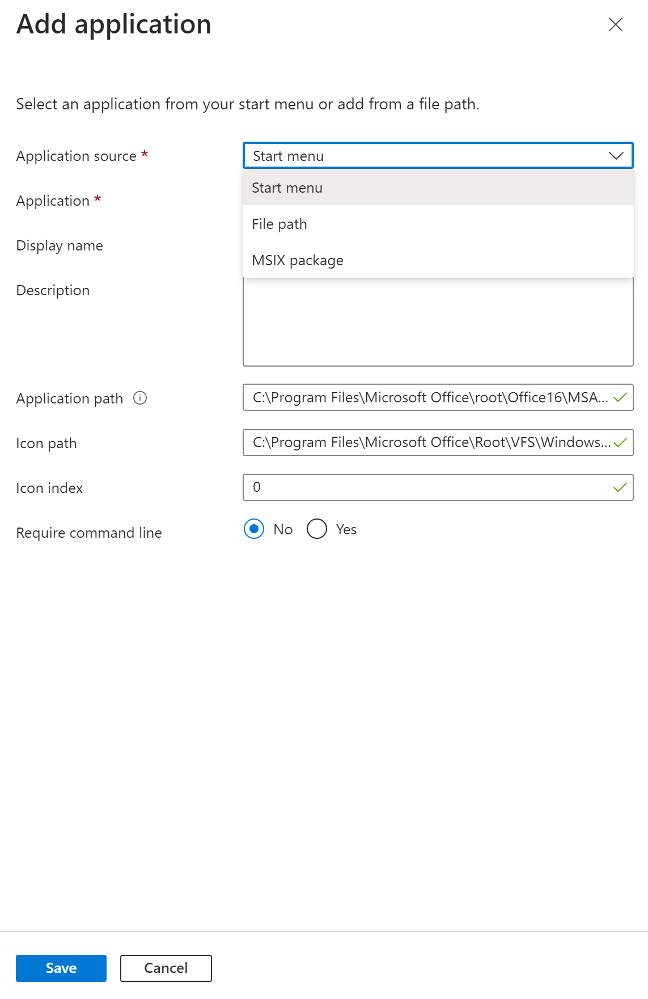 Add application
Select an application from your start menu or add from a file path.
Application source *
Start menu
Start menu
File path
MSIX package
Application *
Display name
Description
Application path
C:\Program Files\Microsoft Office\root\Office16\MSA...
Icon path
C:\Program Files\Microsoft Office\Root\VFS\Windows...
Icon index
0
Require command line
No Yes
Save Cancel